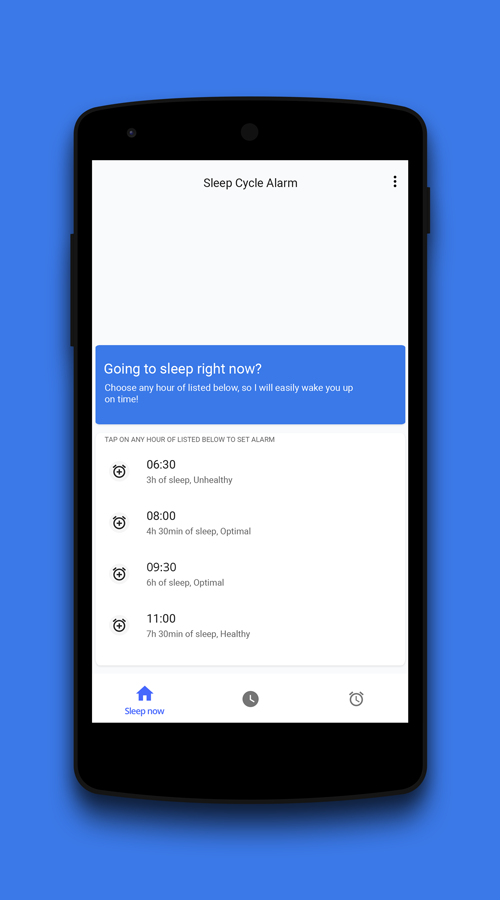 Sleep Cycle Alarm
Going to sleep right now?
Choose any hour of listed below, so I will easily wake you up
on time!
TAP ON ANY HOUR OF LISTED BELOW TO SET ALARM
06:30
3h of sleep, Unhealthy
08:00
4h 30min of sleep, Optimal
09:30
6h of sleep, Optimal
11:00
7h 30min of sleep, Healthy
Sleep now